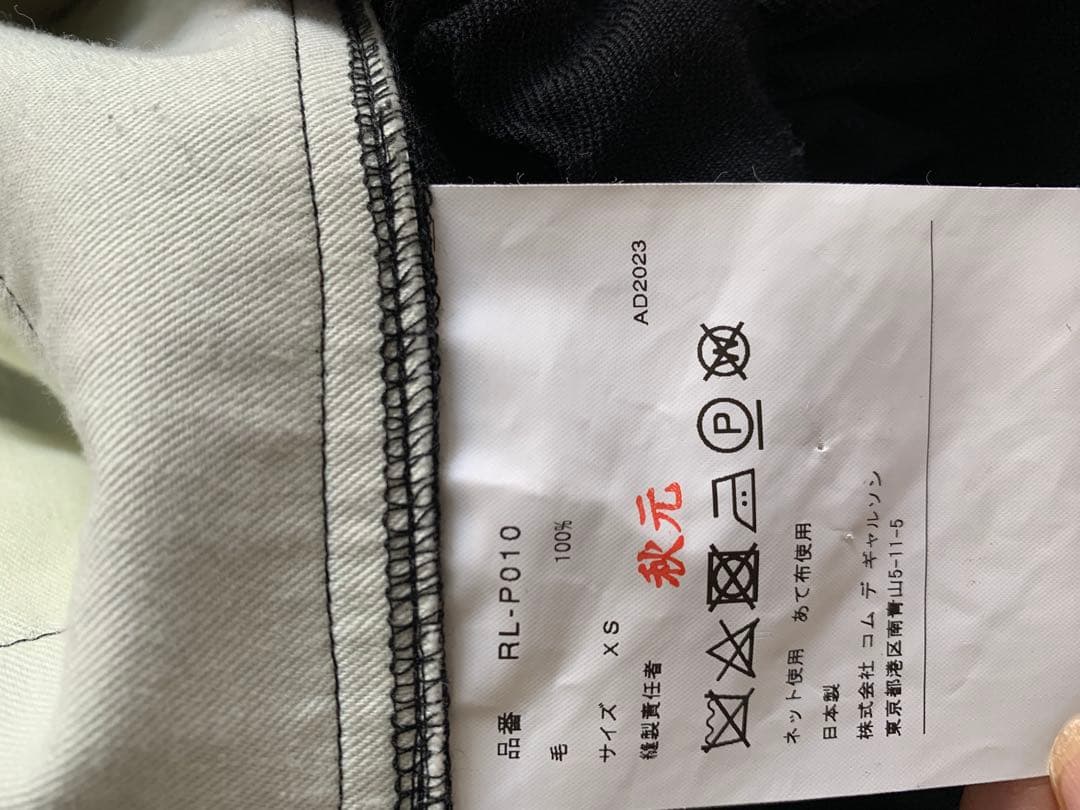 品番 RL-P010
毛 100%
サイズ XS
縫製責任者 秋元 AD2023
P W
ネット使用 あて布使用
日本製
株式会社 コム デ ギャルソン
東京都港区南青山5-11-5